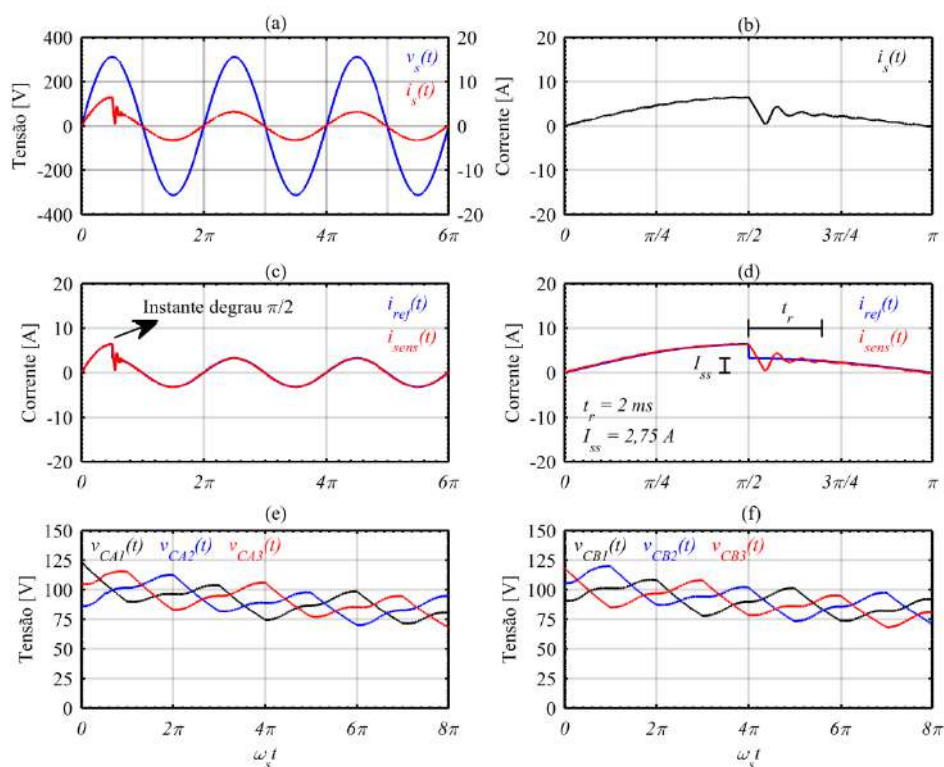 (a)
Tensão [V]
400
200
0
-200
-400
20
10
0
-10
-20
v_s(t)
i_s(t)
0
2π
4π
6π
(b)
Corrente [A]
20
10
0
-10
-20
i_s(t)
0
π/4
π/2
3π/4
π
(c)
Corrente [A]
20
10
0
-10
-20
Instante degrau π/2
i_ref(t)
i_sens(t)
0
2π
4π
6π
(d)
Corrente [A]
20
10
0
-10
-20
t_r
i_ref(t)
i_sens(t)
I_ss
t_r = 2 ms
I_ss = 2,75 A
0
π/4
π/2
3π/4
π
(e)
Tensão [V]
150
125
100
75
50
25
0
v_CA1(t) v_CA2(t) v_CA3(t)
0
2π
4π
6π
8π
ω_s t
(f)
Tensão [V]
150
125
100
75
50
25
0
v_CB1(t) v_CB2(t) v_CB3(t)
0
2π
4π
6π
8π
ω_s t